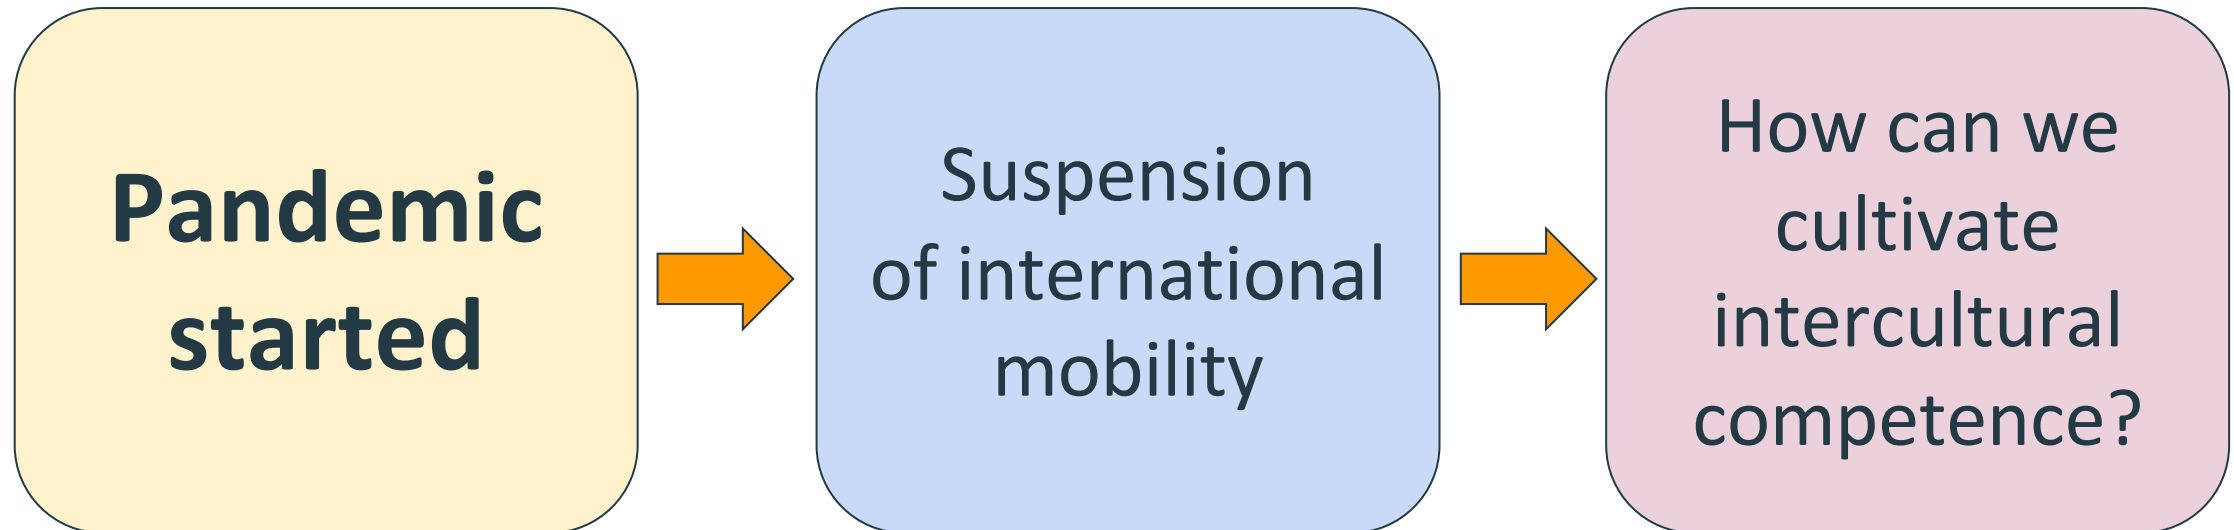 Pandemic
started
Suspension
of international
mobility
How can we
cultivate
intercultural
competence?